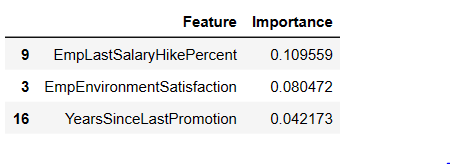 Feature Importance
9 EmpLastSalaryHikePercent 0.109559
3 EmpEnvironmentSatisfaction 0.080472
16 YearsSinceLastPromotion 0.042173